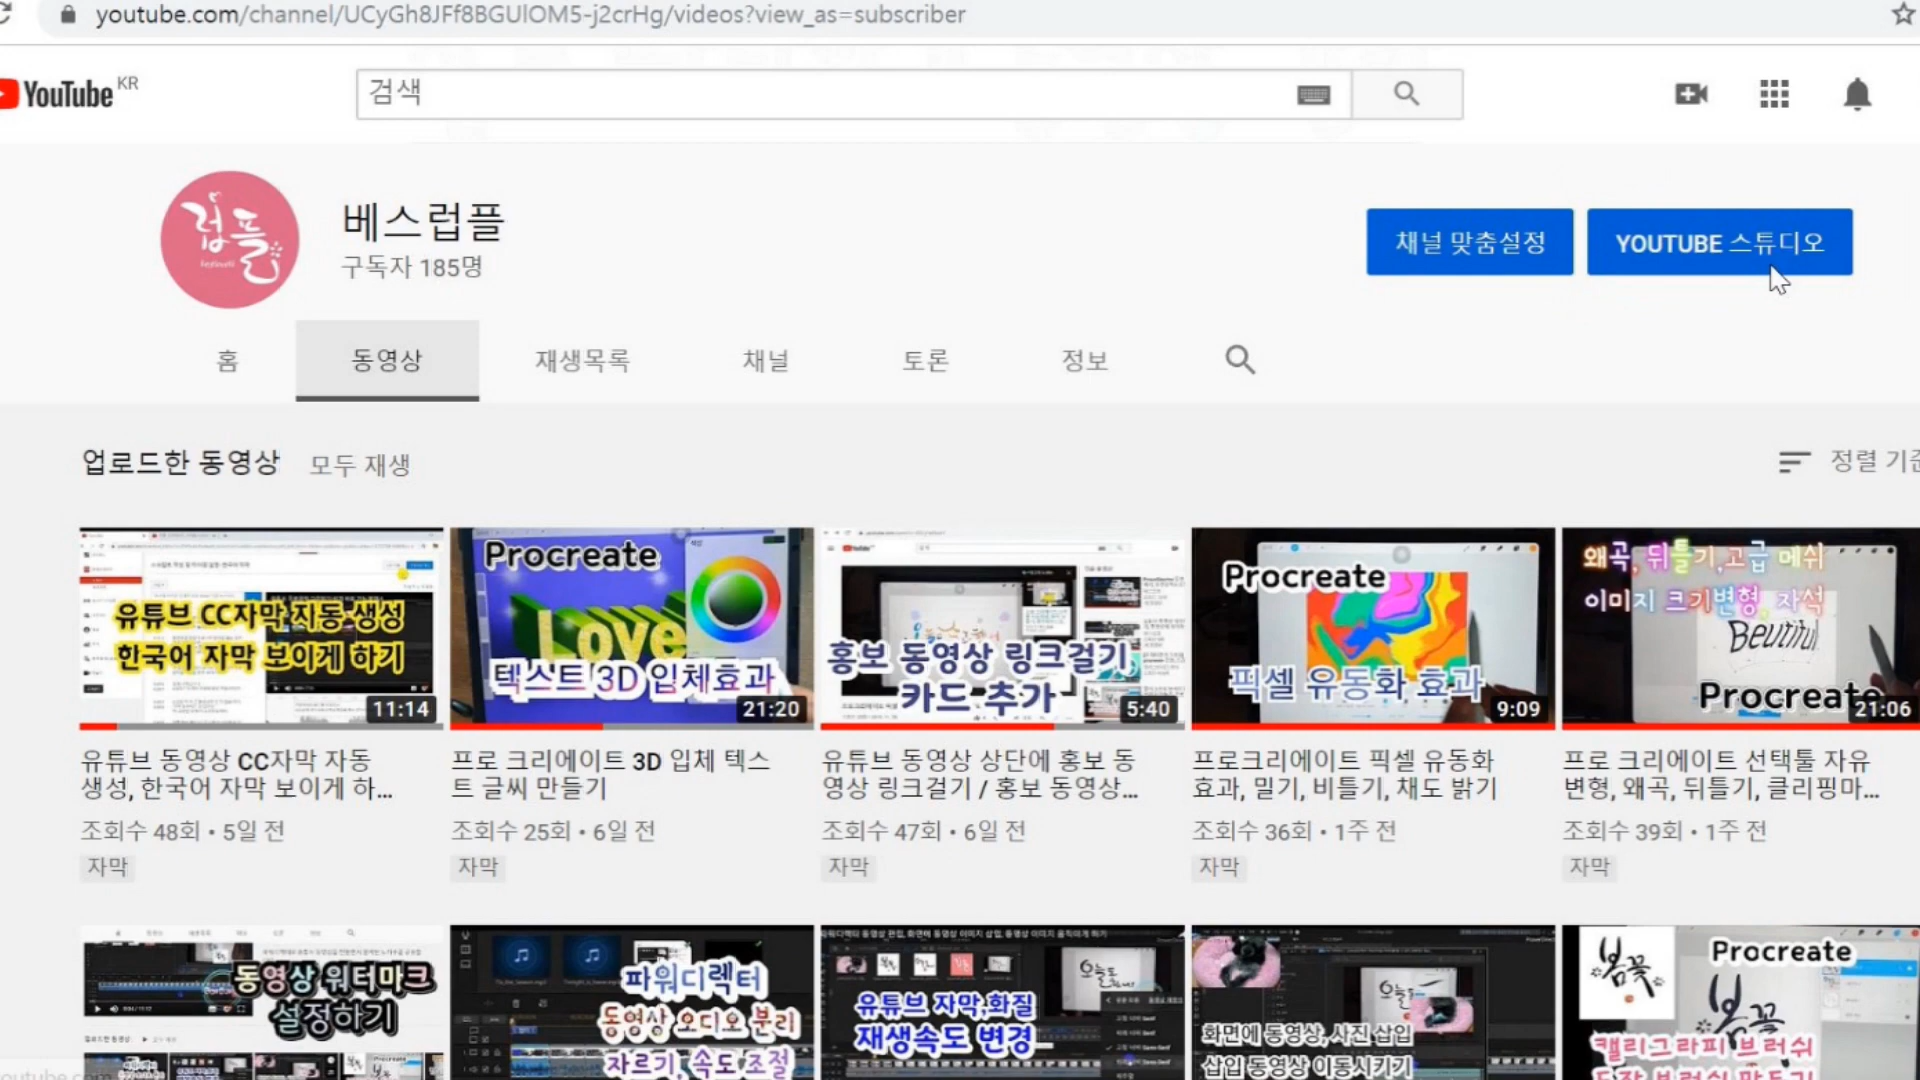 youtube.com/channel/UCyGh8JFf8BGUlOM5-j2crHg/videos?view_as=subscriber
YouTube KR
검색
럽플
베스럽플
구독자 185명
채널 맞춤설정
YOUTUBE 스튜디오
홈
동영상
재생목록
채널
토론
정보
업로드한 동영상
모두 재생
정렬 기준
유튜브 CC자막 자동 생성
한국어 자막 보이게 하기
11:14
Procreate
Love
텍스트 3D 입체효과
21:20
홍보 동영상 링크걸기,
카드 추가
5:40
Procreate
픽셀 유동화 효과
9:09
왜곡, 뒤틀기,고급 메쉬
이미지 크기변형, 자석
Beutiful
Procreate
21:06
유튜브 동영상 CC자막 자동
생성, 한국어 자막 보이게 하...
조회수 48회 • 5일 전
자막
프로 크리에이트 3D 입체 텍스
트 글씨 만들기
조회수 25회 • 6일 전
자막
유튜브 동영상 상단에 홍보 동
영상 링크걸기 / 홍보 동영상...
조회수 47회 • 6일 전
자막
프로크리에이트 픽셀 유동화
효과, 밀기, 비틀기, 채도 밝기
조회수 36회 • 1주 전
자막
프로 크리에이트 선택툴 자유
변형, 왜곡, 뒤틀기, 클리핑마...
조회수 39회 • 1주 전
자막
동영상 워터마크
설정하기
파워디렉터
동영상 오디오 분리
자르기, 속도 조절
유튜브 자막,화질
재생속도 변경
화면에 동영상,사진 삽입
삽입 동영상 이동시키기
Procreate
봄꽃
봄꽃
캘리그라피 브러쉬